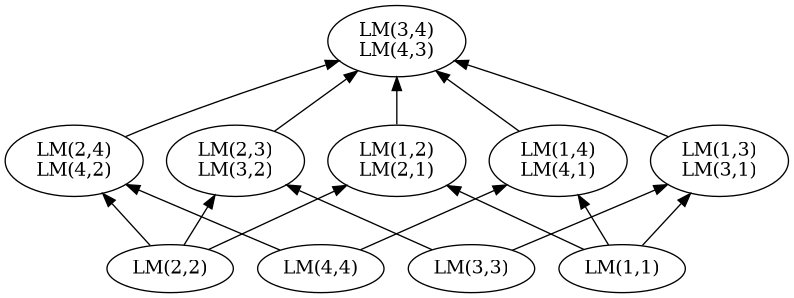 LM(3,4)
LM(4,3)
LM(2,4)
LM(4,2)
LM(2,3)
LM(3,2)
LM(1,2)
LM(2,1)
LM(1,4)
LM(4,1)
LM(1,3)
LM(3,1)
LM(2,2)
LM(4,4)
LM(3,3)
LM(1,1)